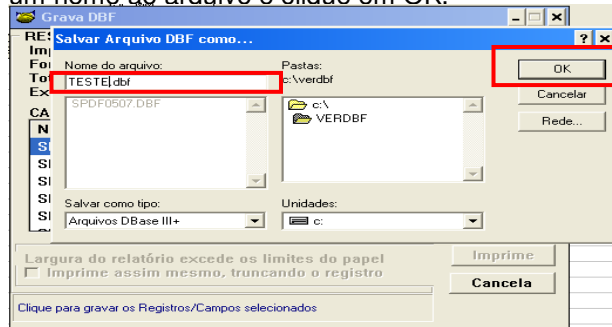 um nome ao arquivo e clique em OK.
Grava DBF
Salvar Arquivo DBF como...
Nome do arquivo:
TESTE.dbf
SPDF0507.DBF
Pastas:
c:\verdbf
c:\
VERDBF
OK
Cancelar
Rede...
Salvar como tipo:
Arquivos DBase III+
Unidades:
c:
Largura do relatório excede os limites do papel
Imprime assim mesmo, truncando o registro
Imprime
Cancela
Clique para gravar os Registros/Campos selecionados